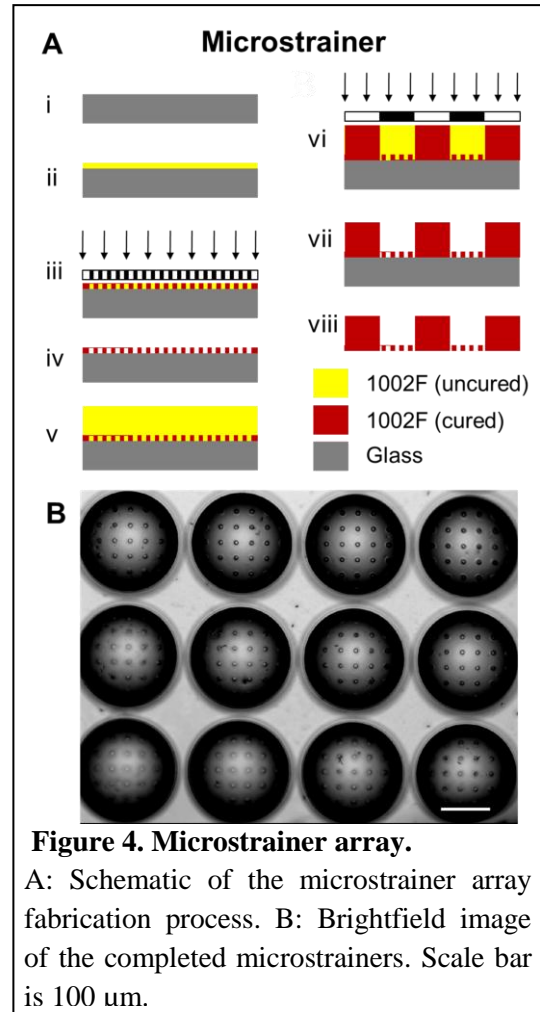 A Microstrainer
i
ii
iii
iv
v
vi
vii
viii
1002F (uncured)
1002F (cured)
Glass
B
Figure 4. Microstrainer array.
A: Schematic of the microstrainer array
fabrication process. B: Brightfield image
of the completed microstrainers. Scale bar
is 100 um.